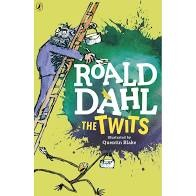 ROALD
DAHL
THE TWITS
Illustrated by
Quentin Blake